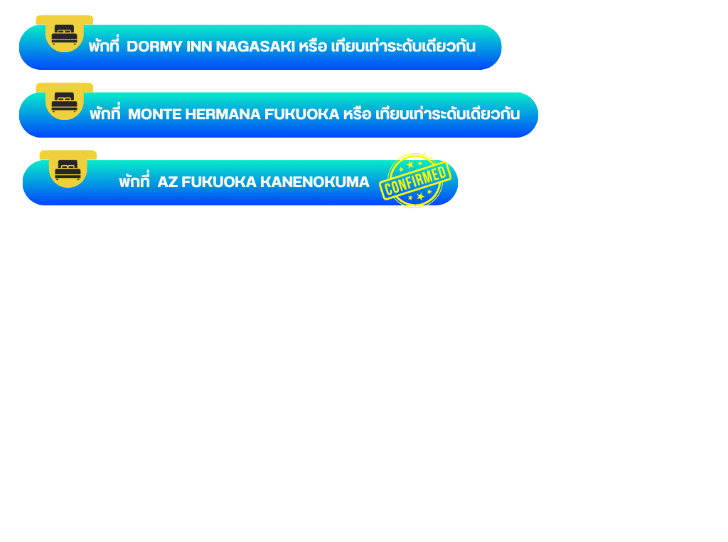 พักที่ DORMY INN NAGASAKI หรือ เทียบเท่าระดับเดียวกัน
พักที่ MONTE HERMANA FUKUOKA หรือ เทียบเท่าระดับเดียวกัน
พักที่ AZ FUKUOKA KANENOKUMA
CONFIRMED